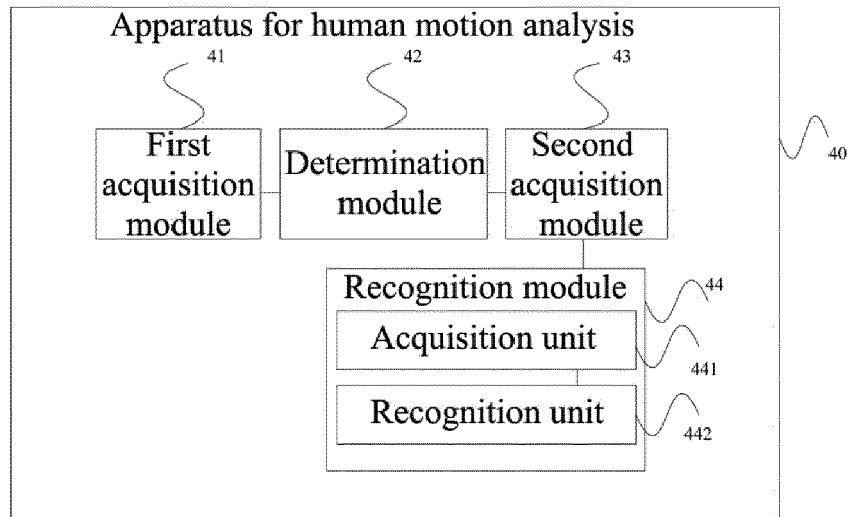 Apparatus for human motion analysis
41
42
43
40
First
acquisition
module
Determination
module
Second
acquisition
module
Recognition module
44
Acquisition unit
441
Recognition unit
442